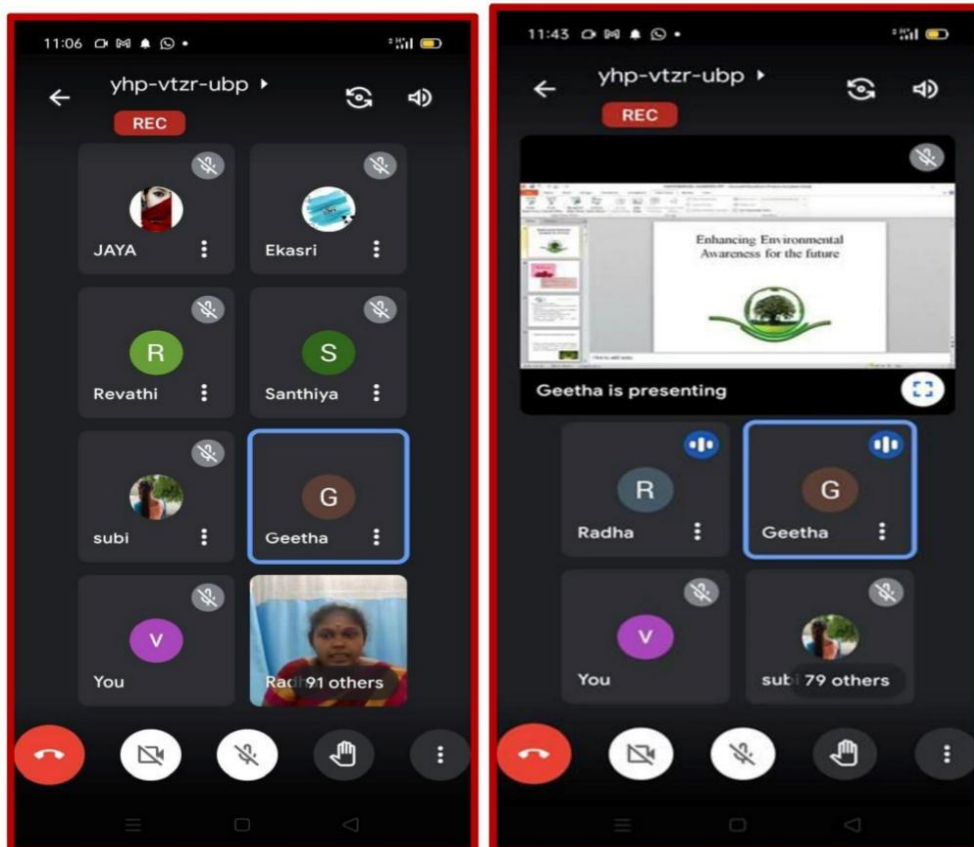 11:06
yhp-vtzr-ubp
REC
JAYA
Ekasri
R
S
Revathi
Santhiya
G
subi
Geetha
V
You
91 others
11:43
yhp-vtzr-ubp
REC
Enhancing Environmental
Awareness for the future
Geetha is presenting
R
G
Radha
Geetha
V
You
79 others